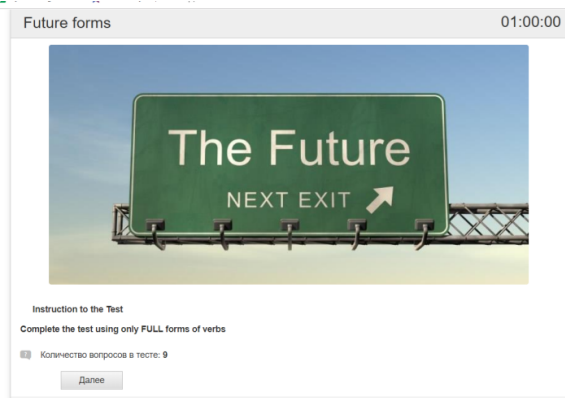 Future forms
01:00:00
The Future
NEXT EXIT
Instruction to the Test
Complete the test using only FULL forms of verbs
Количество вопросов в тесте: 9
Далее